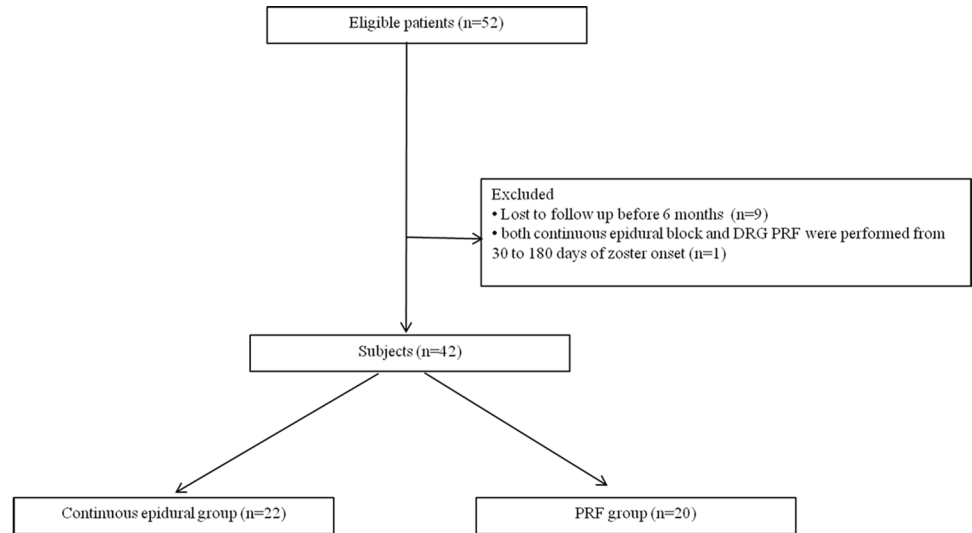 Eligible patients (n=52)
Excluded
• Lost to follow up before 6 months (n=9)
• both continuous epidural block and DRG PRF were performed from
30 to 180 days of zoster onset (n=1)
Subjects (n=42)
Continuous epidural group (n=22)
PRF group (n=20)